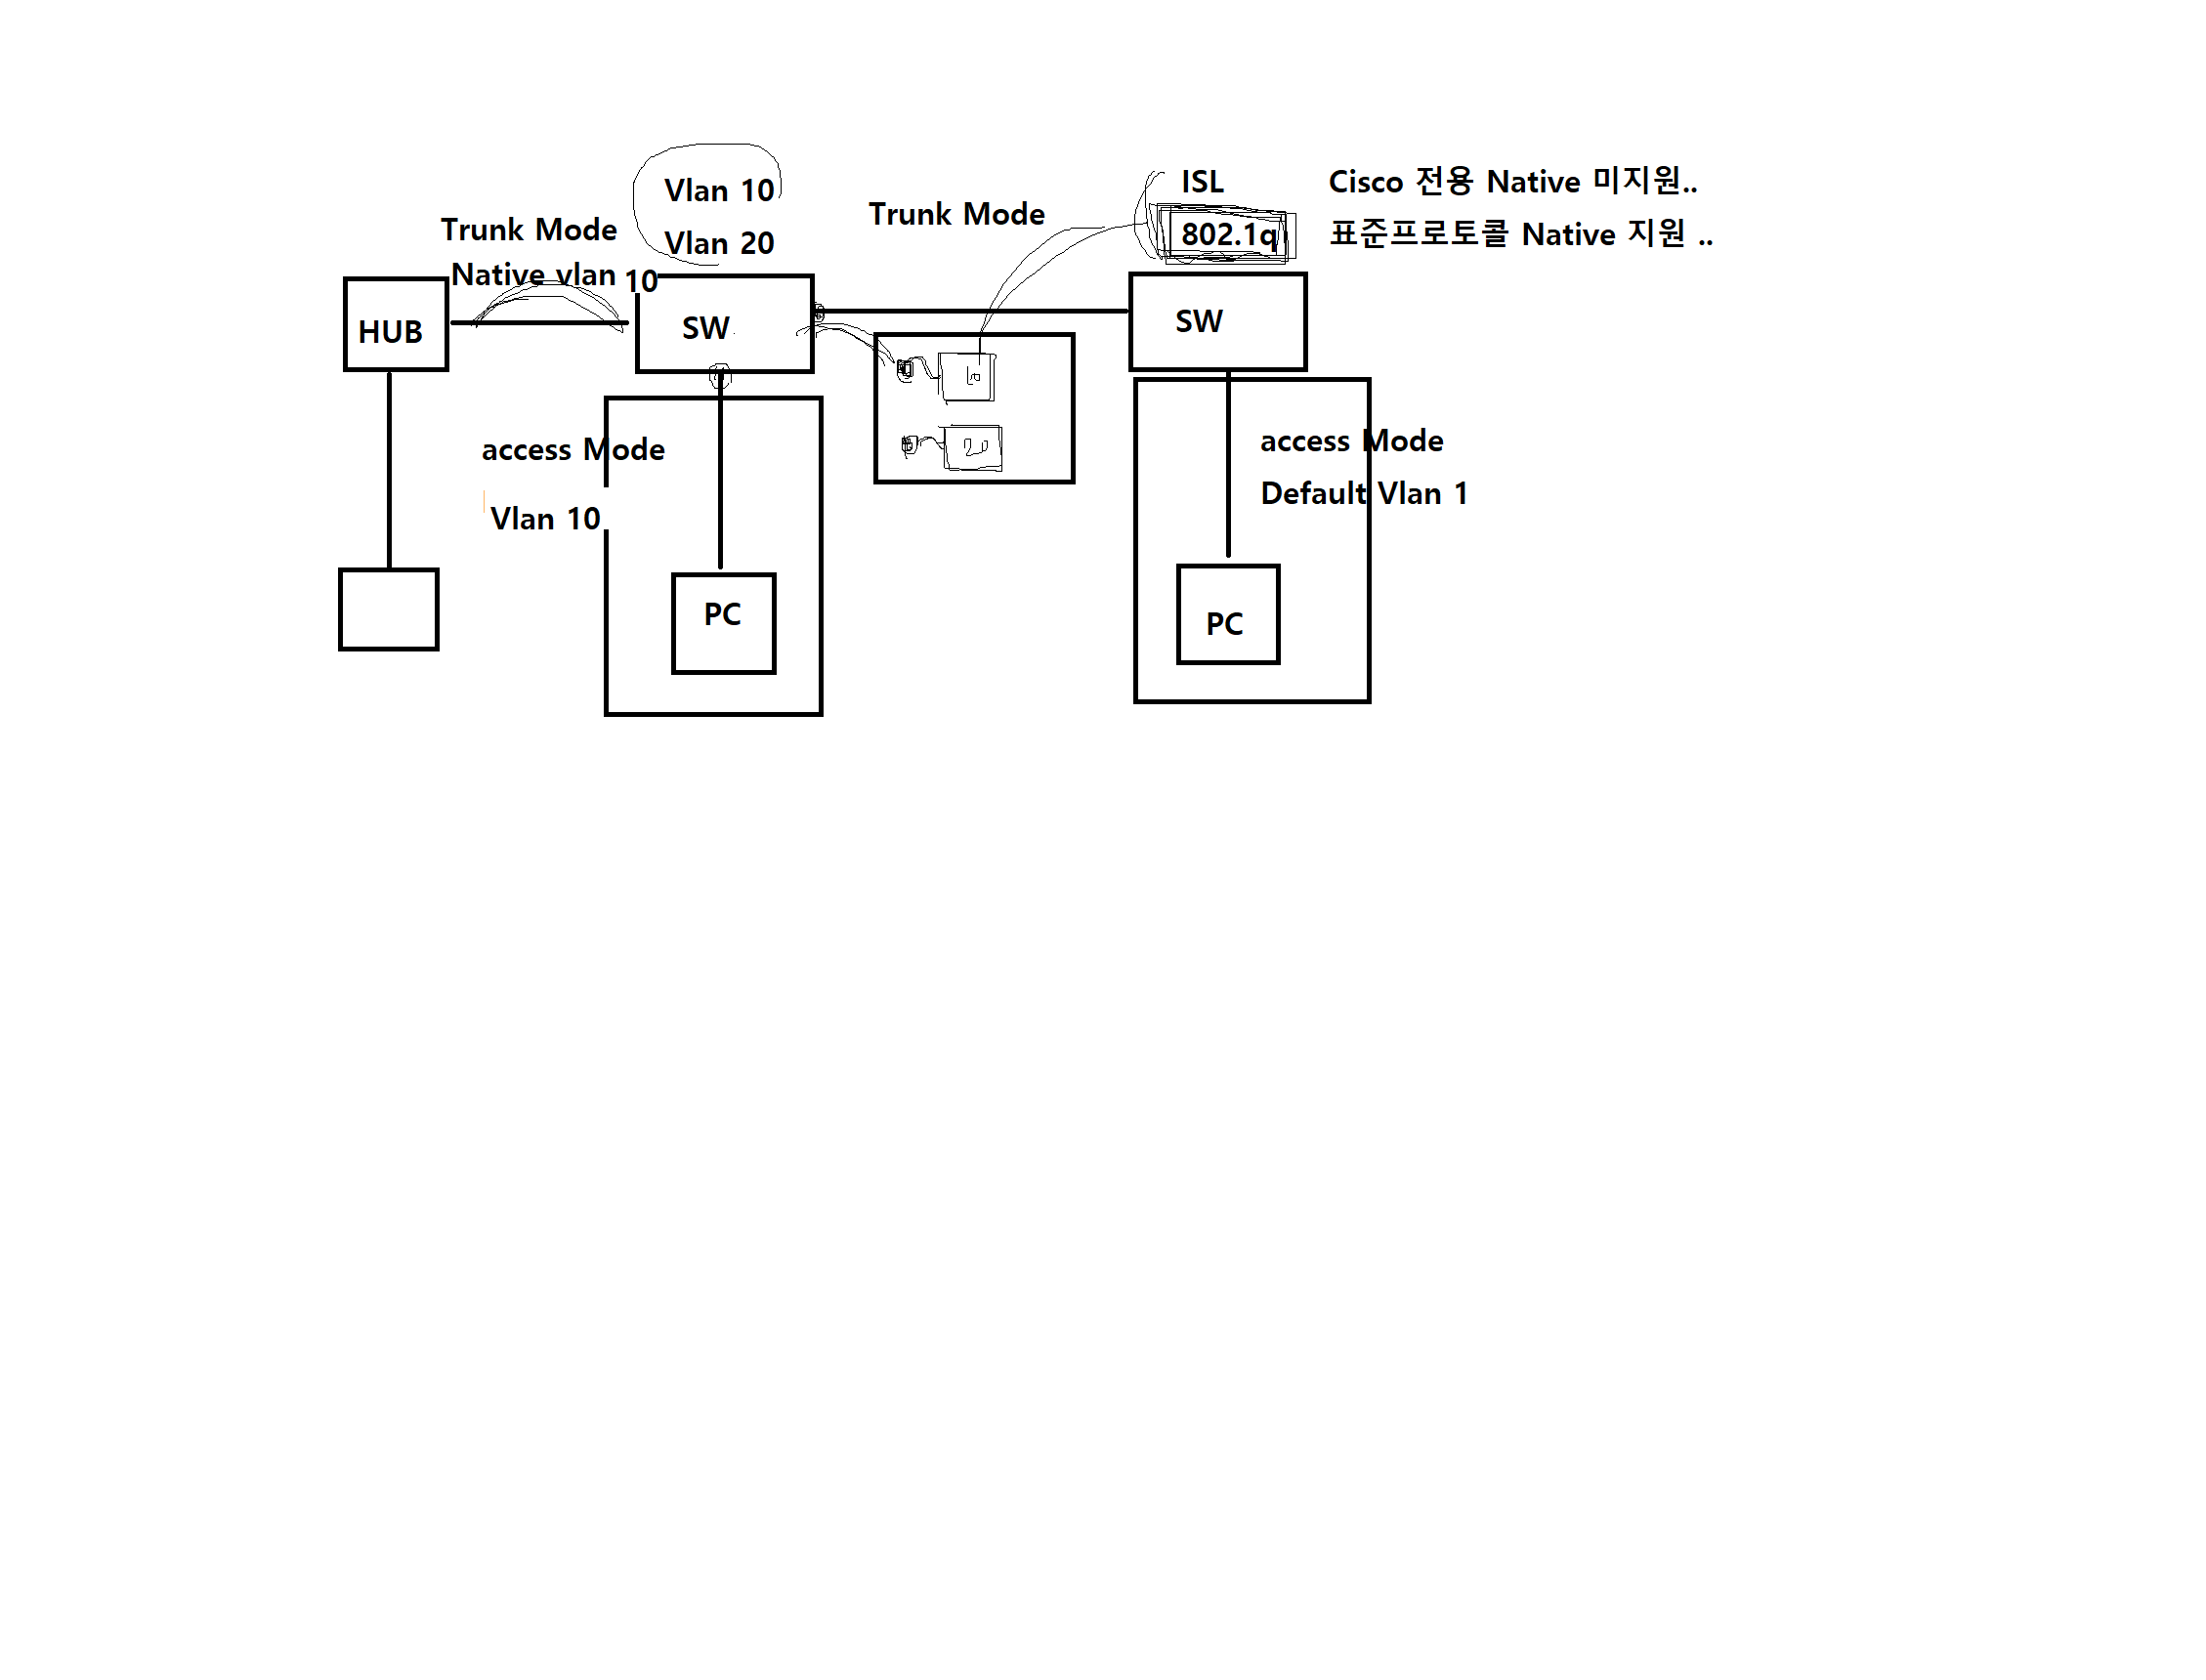 Vlan 10
Vlan 20
Trunk Mode
Native vlan 10
Trunk Mode
ISL
802.1q
Cisco 전용 Native 미지원..
표준프로토콜 Native 지원 ..
HUB
SW
SW
10
20
access Mode
Vlan 10
access Mode
Default Vlan 1
PC
PC